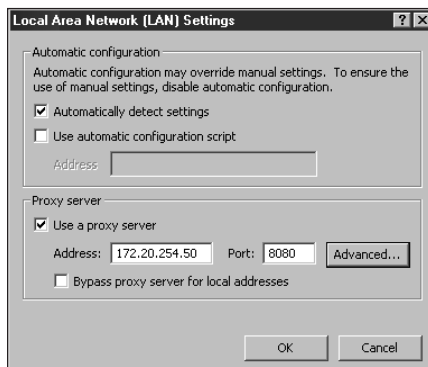 Local Area Network (LAN) Settings
Automatic configuration
Automatic configuration may override manual settings. To ensure the
use of manual settings, disable automatic configuration.
Automatically detect settings
Use automatic configuration script
Address
Proxy server
Use a proxy server
Address: 172.20.254.50 Port: 8080 Advanced...
Bypass proxy server for local addresses
OK Cancel